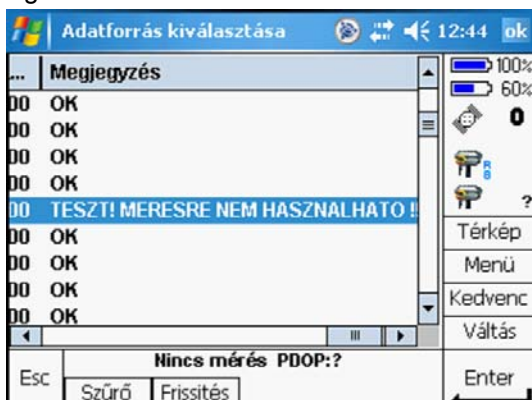 Adatforrás kiválasztása 12:44 ok
... Megjegyzés
00 OK
00 OK
00 OK
00 OK
00 TESZT! MERESRE NEM HASZNALHATO !!
00 OK
00 OK
00 OK
00 OK
100%
60%
0
R
8
?
Térkép
Menü
Kedvenc
Váltás
Nincs mérés PDOP:?
Esc Szűrő Frissítés Enter